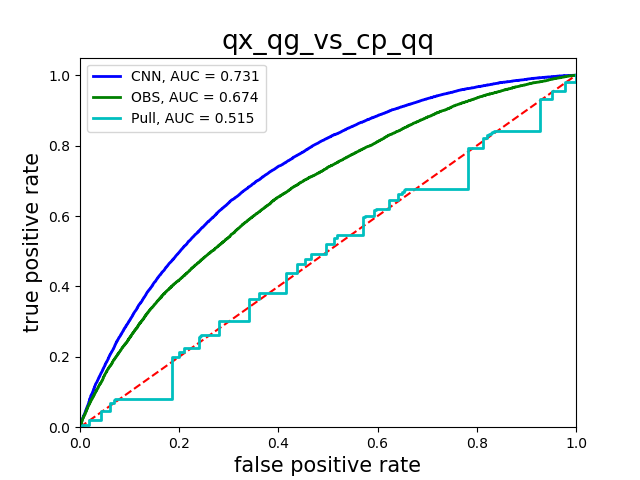 qx_qg_vs_cp_qq
CNN, AUC = 0.731
OBS, AUC = 0.674
Pull, AUC = 0.515
1.0
0.8
0.6
0.4
0.2
0.0
true positive rate
0.0 0.2 0.4 0.6 0.8 1.0
false positive rate